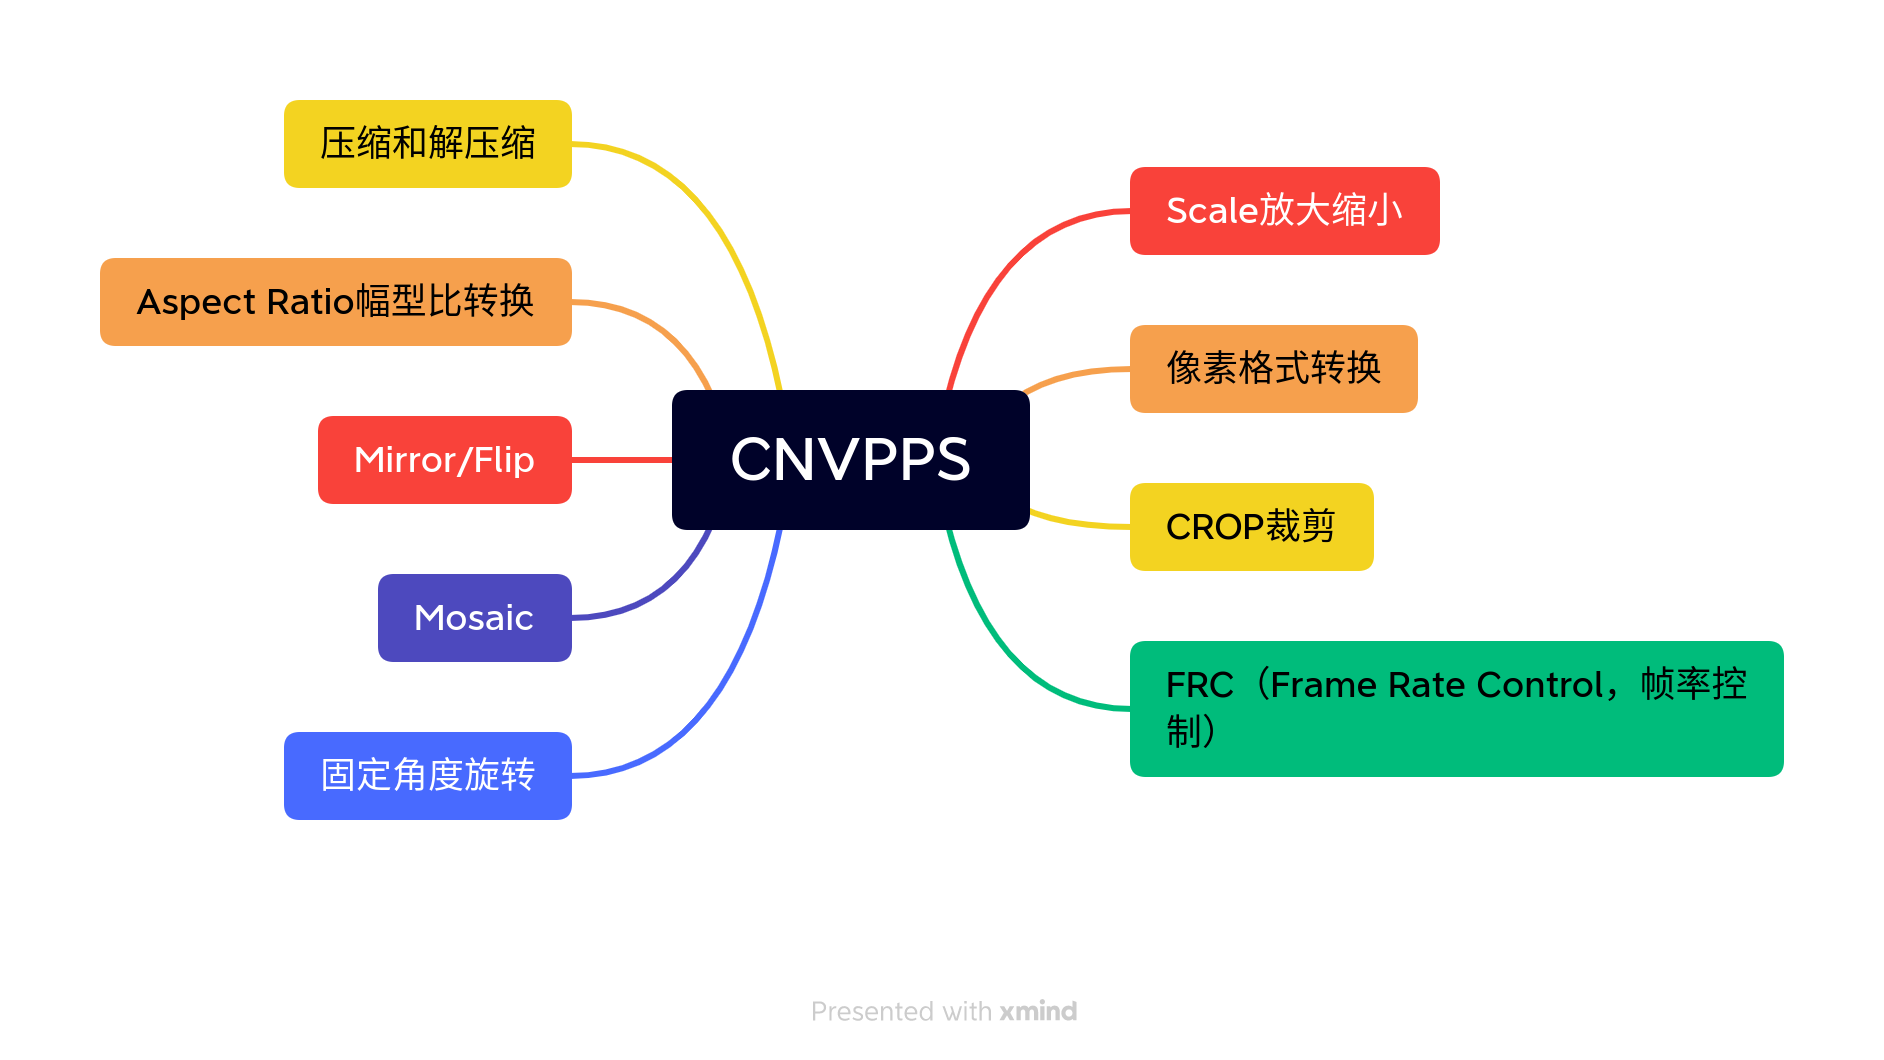 压缩和解压缩
Aspect Ratio幅型比转换
Mirror/Flip
Mosaic
固定角度旋转
CNVPPS
Scale放大缩小
像素格式转换
CROP裁剪
FRC（Frame Rate Control，帧率控
制）
Presented with xmind